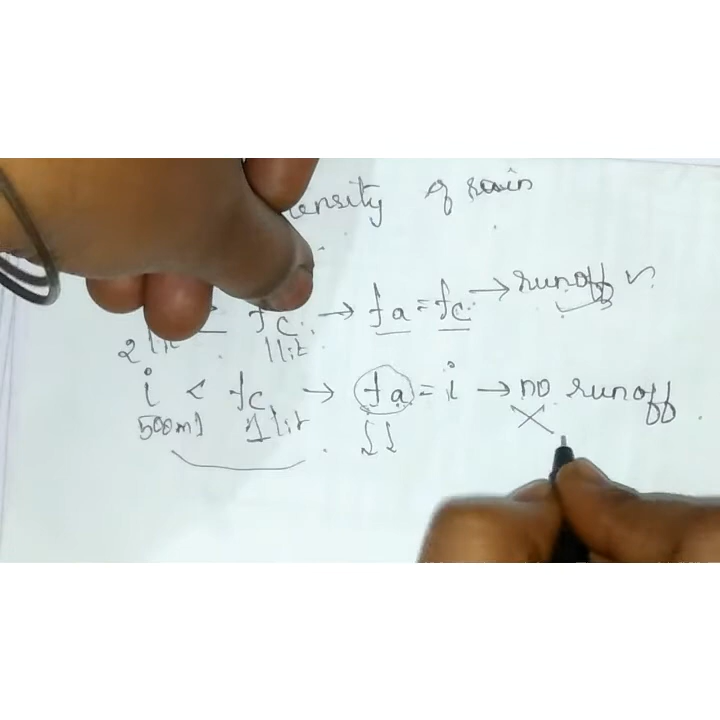 ensity of rain
fc → fa = fc → runoff
2 lit 1 lit
i < fc → fa = i → no runoff
500ml 1 lit